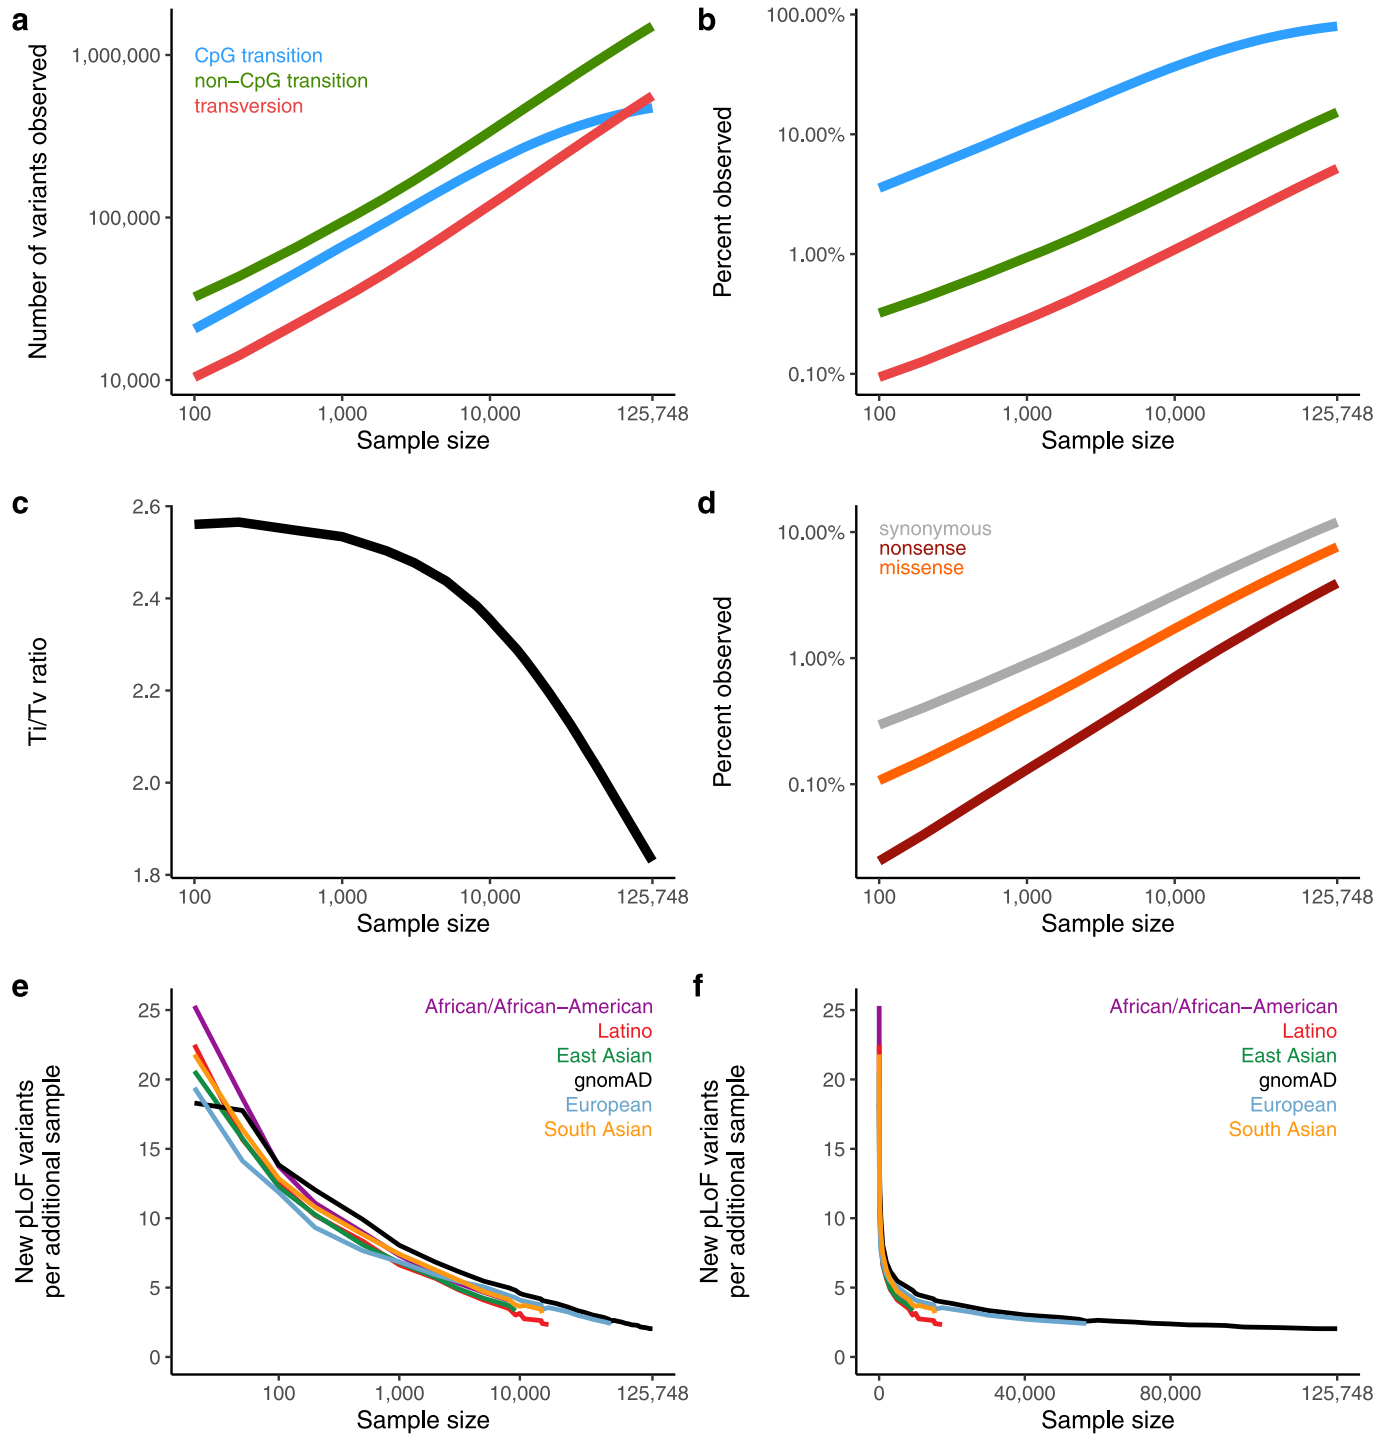 a
Number of variants observed
1,000,000
100,000
10,000
CpG transition
non−CpG transition
transversion
100
1,000
10,000
125,748
Sample size
b
Percent observed
100.00%
10.00%
1.00%
0.10%
100
1,000
10,000
125,748
Sample size
c
Ti/Tv ratio
2.6
2.4
2.2
2.0
1.8
100
1,000
10,000
125,748
Sample size
d
Percent observed
10.00%
1.00%
0.10%
synonymous
nonsense
missense
100
1,000
10,000
125,748
Sample size
e
New pLoF variants
per additional sample
25
20
15
10
5
0
African/African−American
Latino
East Asian
gnomAD
European
South Asian
100
1,000
10,000
125,748
Sample size
f
New pLoF variants
per additional sample
25
20
15
10
5
0
African/African−American
Latino
East Asian
gnomAD
European
South Asian
0
40,000
80,000
125,748
Sample size